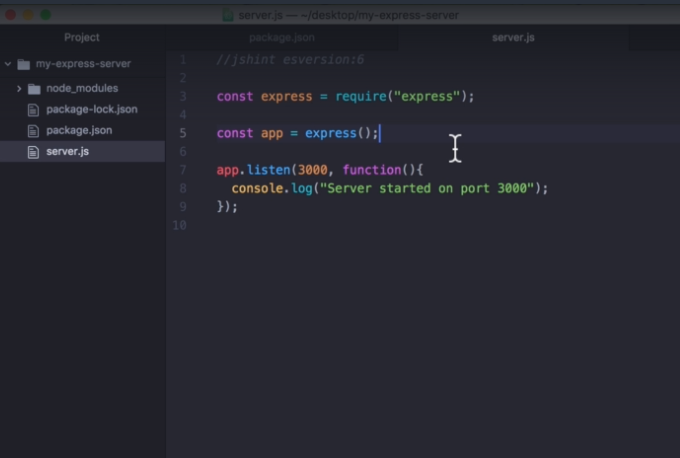 server.js — ~/desktop/my-express-server
Project
package.json
server.js
my-express-server
node_modules
package-lock.json
package.json
server.js
1 //jshint esversion:6
2
3 const express = require("express");
4
5 const app = express();
6
7 app.listen(3000, function(){
8 console.log("Server started on port 3000");
9 });
10